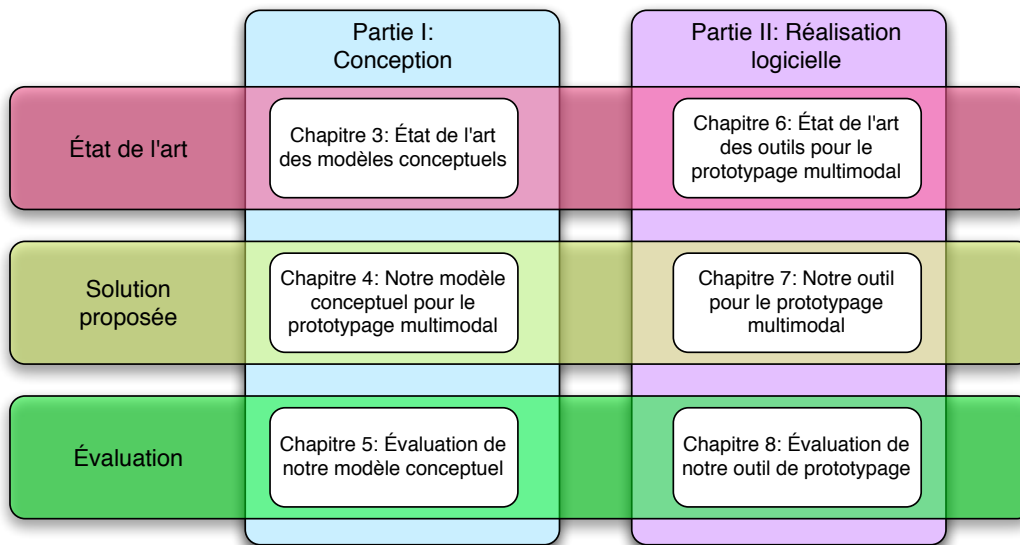 Partie I:
Conception
Partie II: Réalisation
logicielle
État de l'art
Chapitre 3: État de l'art
des modèles conceptuels
Chapitre 6: État de l'art
des outils pour le
prototypage multimodal
Solution
proposée
Chapitre 4: Notre modèle
conceptuel pour le
prototypage multimodal
Chapitre 7: Notre outil
pour le prototypage
multimodal
Évaluation
Chapitre 5: Évaluation de
notre modèle conceptuel
Chapitre 8: Évaluation de
notre outil de prototypage